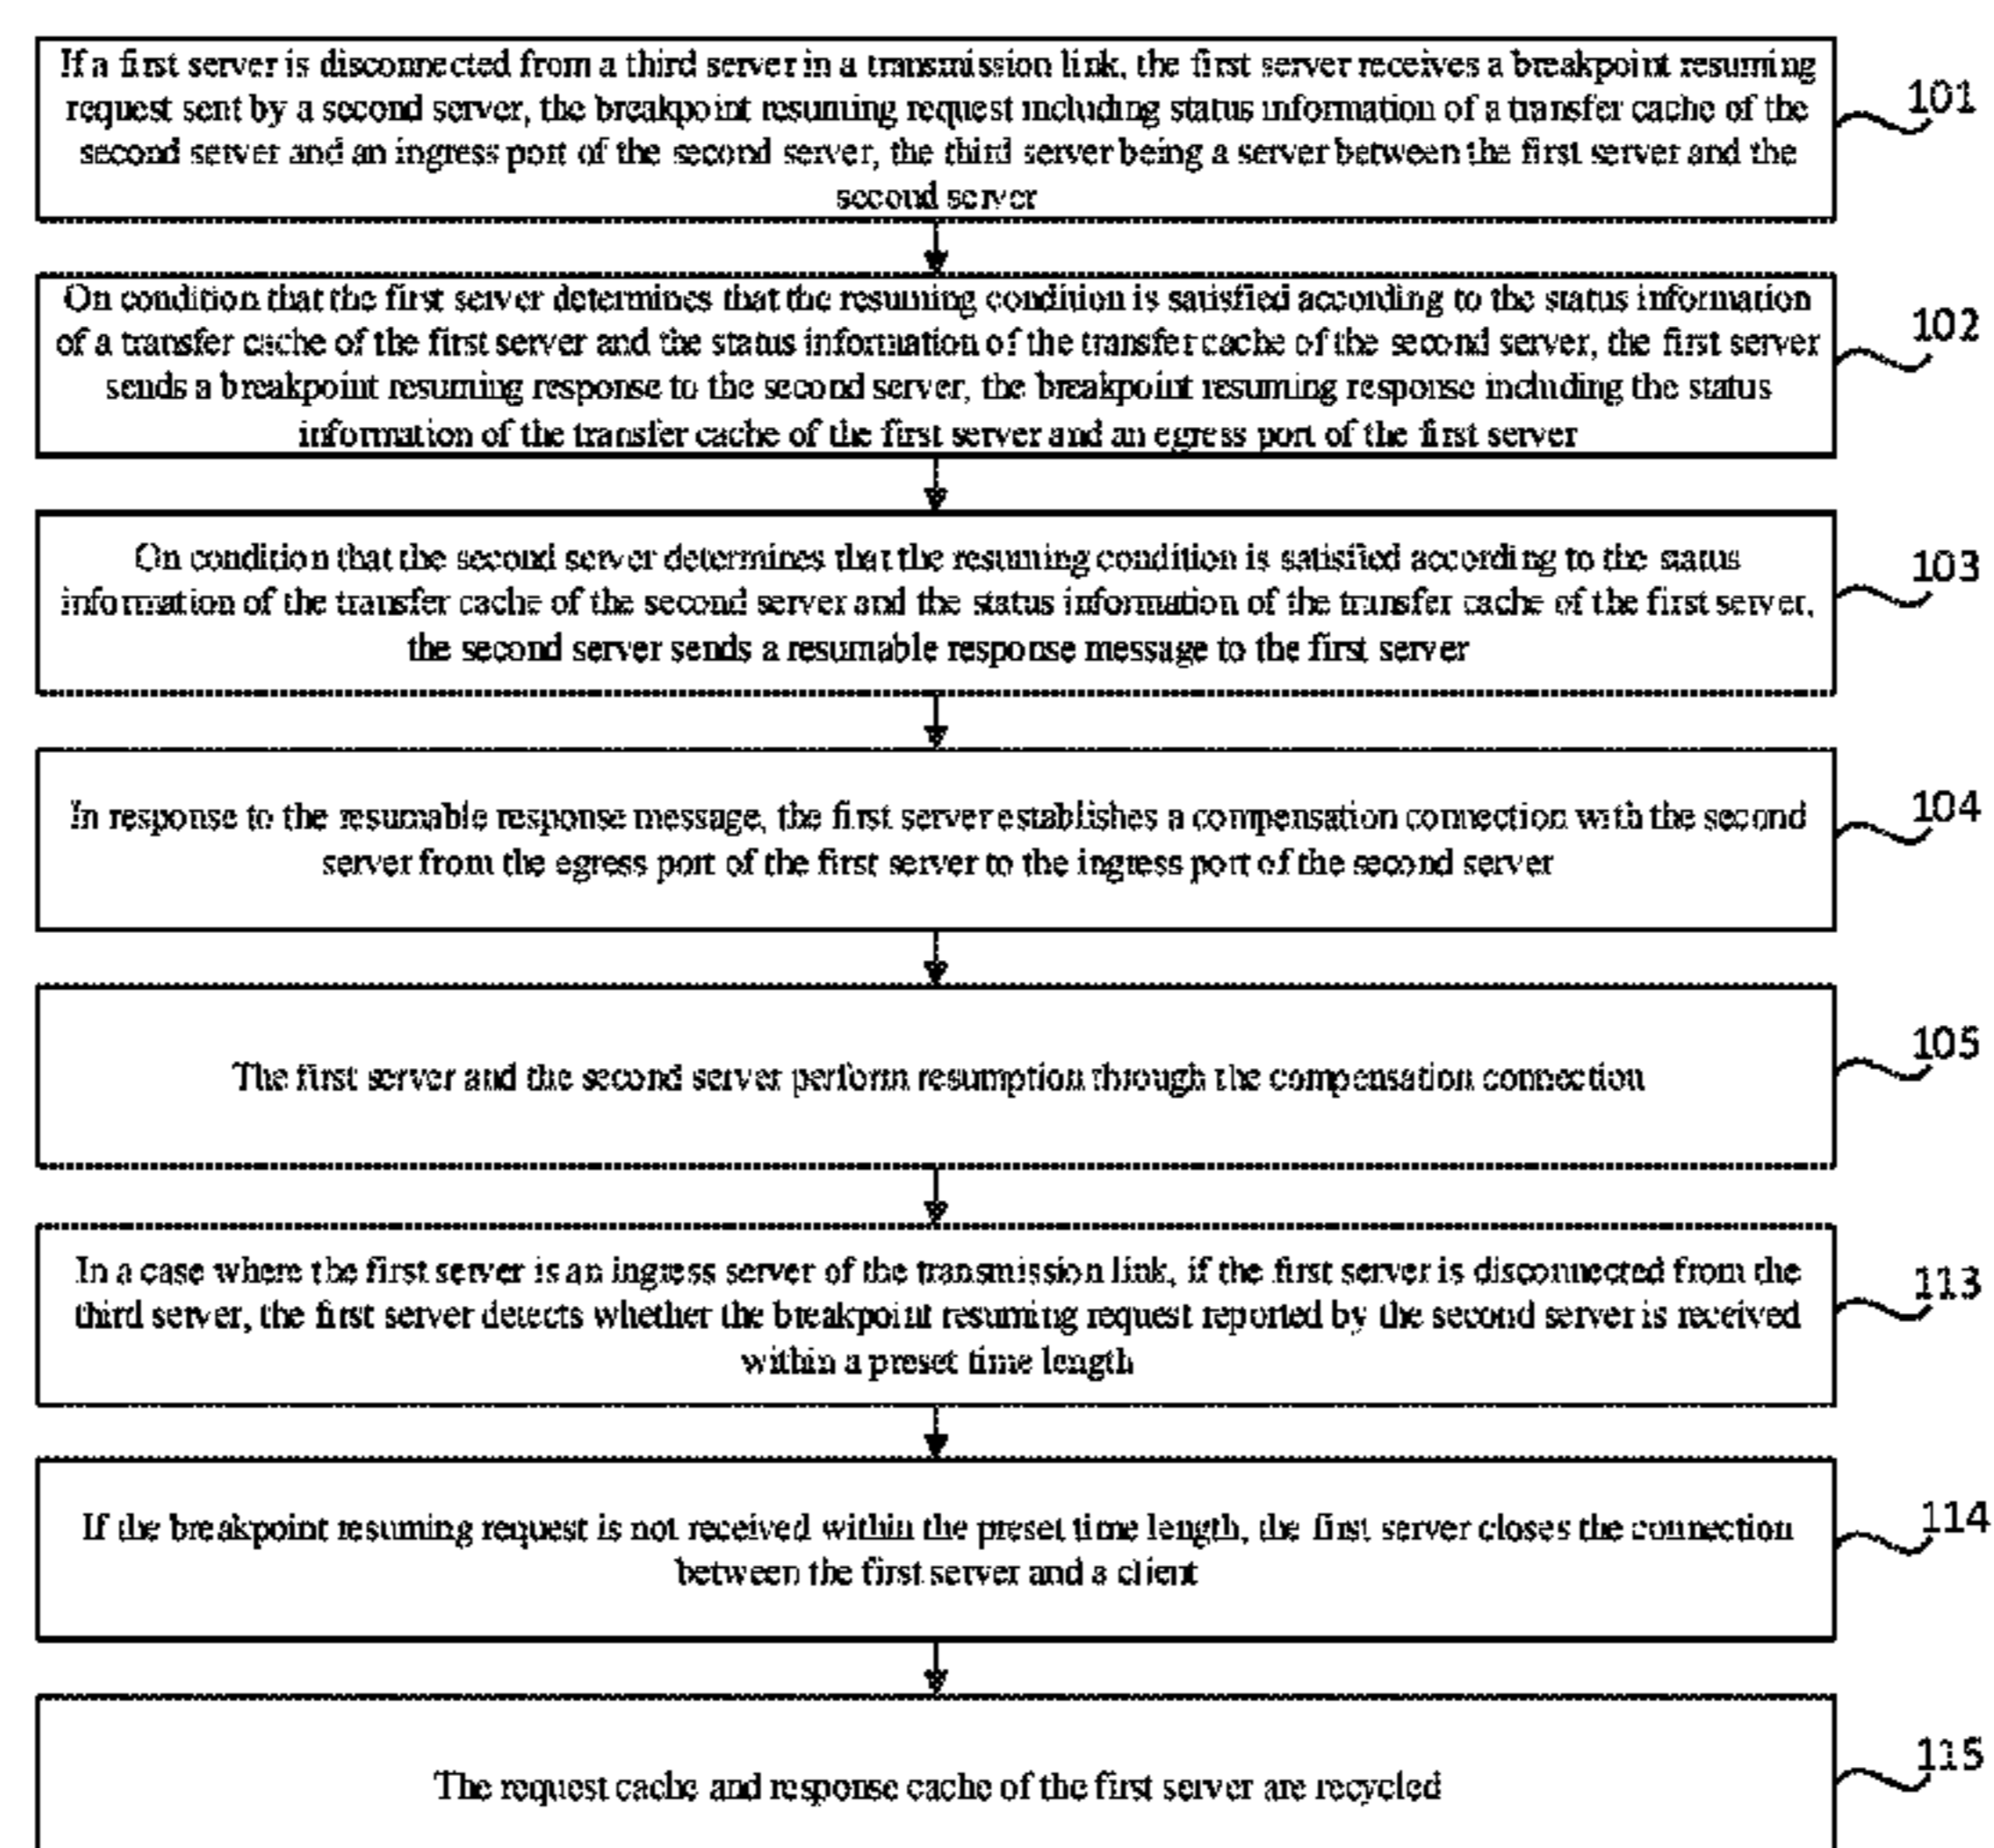 If a first server is disconnected from a third server in a transmission link, the first server receives a breakpoint resuming
request sent by a second server, the breakpoint resuming request including status information of a transfer cache of the
second server and an ingress port of the second server, the third server being a server between the first server and the
second server
101
On condition that the first server determines that the resuming condition is satisfied according to the status information
of a transfer cache of the first server and the status information of the transfer cache of the second server, the first server
sends a breakpoint resuming response to the second server, the breakpoint resuming response including the status
information of the transfer cache of the first server and an egress port of the first server
102
On condition that the second server determines that the resuming condition is satisfied according to the status
information of the transfer cache of the second server and the status information of the transfer cache of the first server,
the second server sends a resumable response message to the first server
103
In response to the resumable response message, the first server establishes a compensation connection with the second
server from the egress port of the first server to the ingress port of the second server
104
The first server and the second server perform resumption through the compensation connection
105
In a case where the first server is an ingress server of the transmission link, if the first server is disconnected from the
third server, the first server detects whether the breakpoint resuming request reported by the second server is received
within a preset time length
113
If the breakpoint resuming request is not received within the preset time length, the first server closes the connection
between the first server and a client
114
The request cache and response cache of the first server are recycled
115